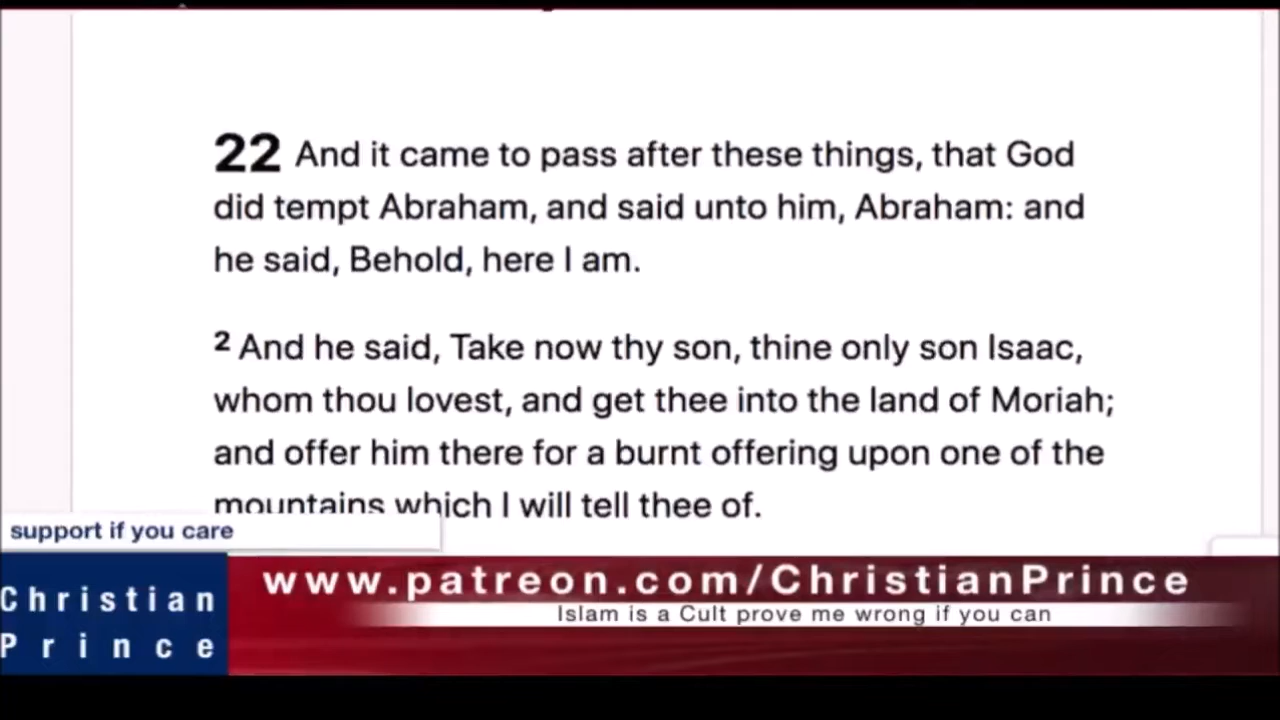 22 And it came to pass after these things, that God
did tempt Abraham, and said unto him, Abraham: and
he said, Behold, here I am.
2 And he said, Take now thy son, thine only son Isaac,
whom thou lovest, and get thee into the land of Moriah;
and offer him there for a burnt offering upon one of the
mountains which I will tell thee of.
support if you care
Christian
Prince
www.patreon.com/ChristianPrince
Islam is a Cult prove me wrong if you can